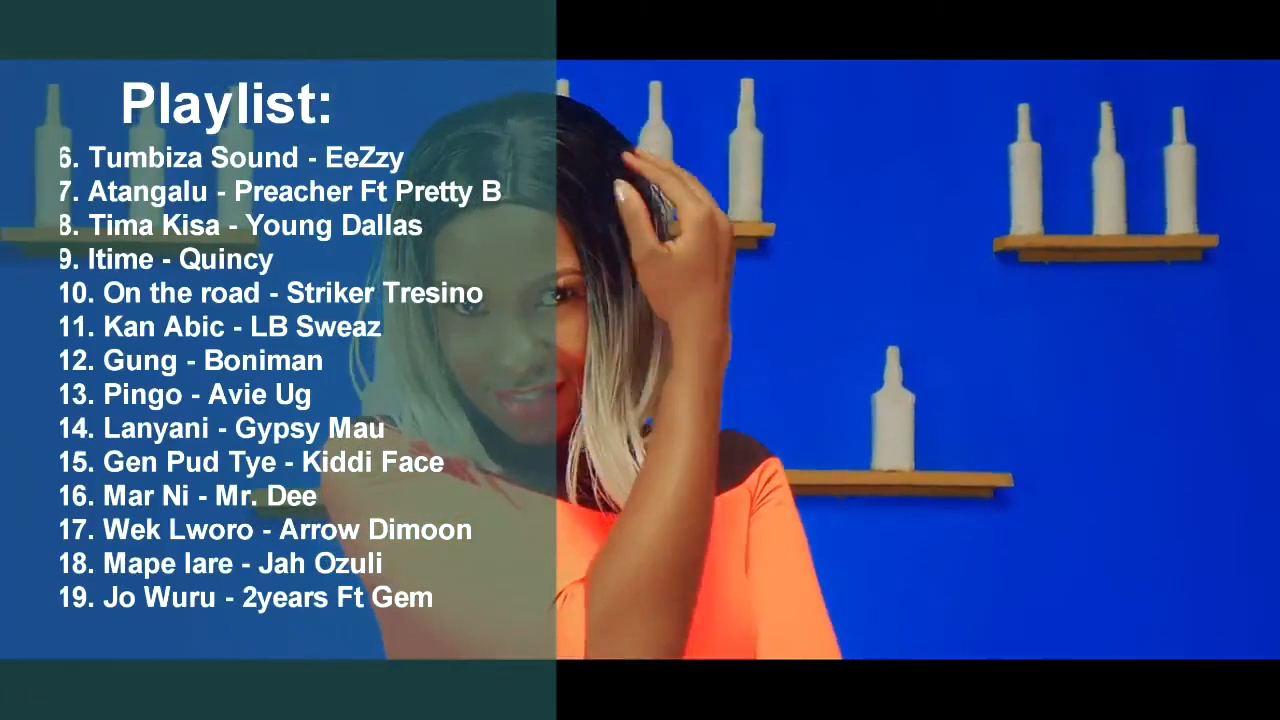 Playlist:
6. Tumbiza Sound - EeZzy
7. Atangalu - Preacher Ft Pretty B
8. Tima Kisa - Young Dallas
9. Itime - Quincy
10. On the road - Striker Tresino
11. Kan Abic - LB Sweaz
12. Gung - Boniman
13. Pingo - Avie Ug
14. Lanyani - Gypsy Mau
15. Gen Pud Tye - Kiddi Face
16. Mar Ni - Mr. Dee
17. Wek Lworo - Arrow Dimoon
18. Mape lare - Jah Ozuli
19. Jo Wuru - 2years Ft Gem